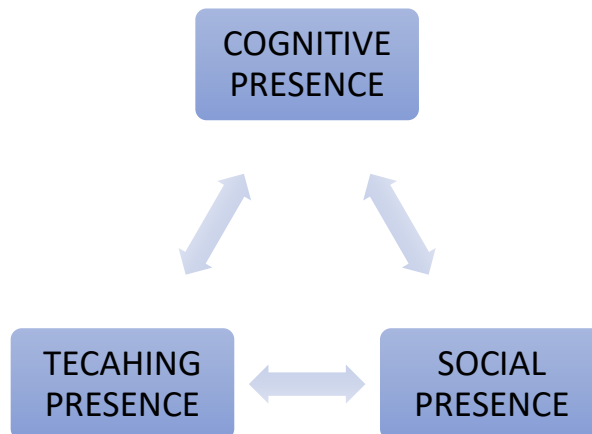 COGNITIVE
PRESENCE
TECAHING
PRESENCE
SOCIAL
PRESENCE